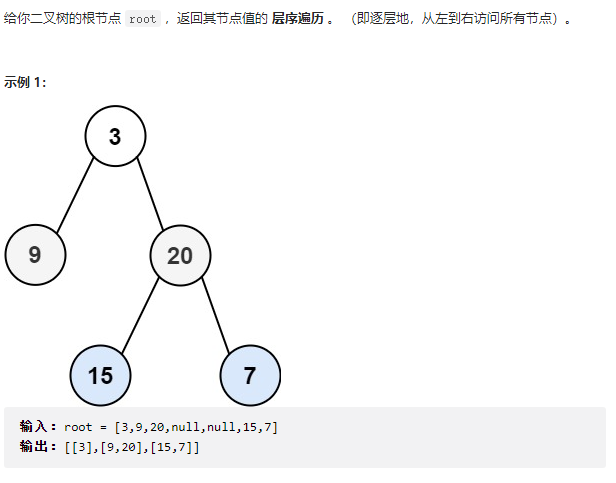 给你二叉树的根节点 root ，返回其节点值的 层序遍历 。 （即逐层地，从左到右访问所有节点）。
示例 1：
3
9
20
15
7
输入：root = [3,9,20,null,null,15,7]
输出：[[3],[9,20],[15,7]]